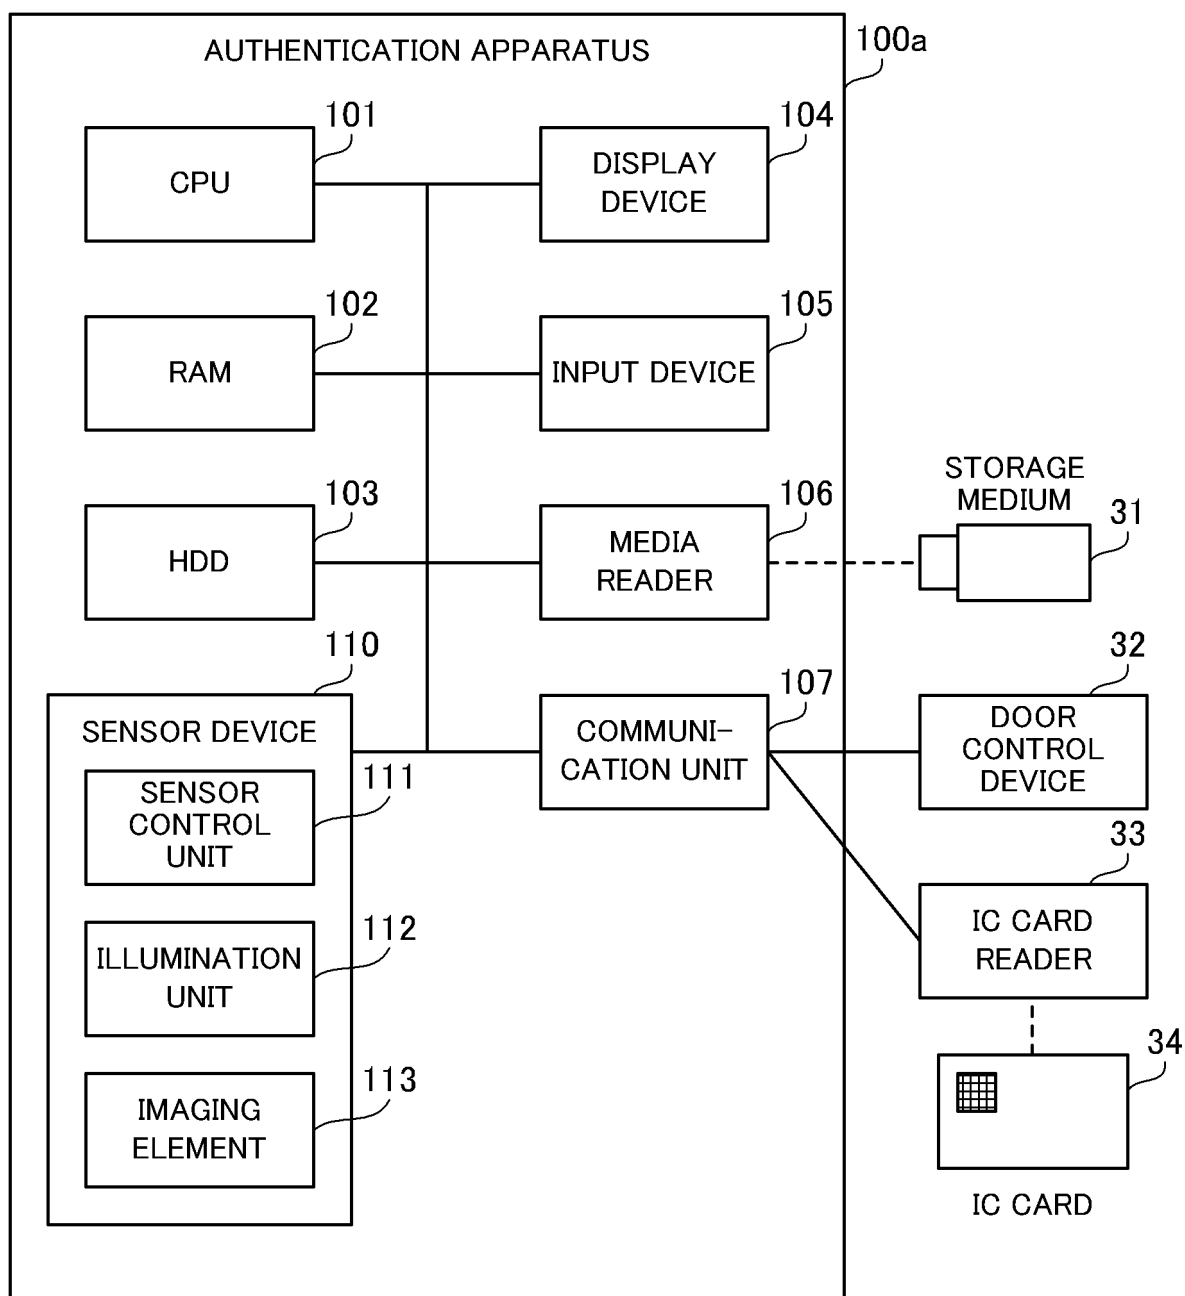 AUTHENTICATION APPARATUS
100a
101
CPU
104
DISPLAY
DEVICE
102
RAM
105
INPUT DEVICE
103
HDD
106
MEDIA
READER
STORAGE
MEDIUM
31
110
SENSOR DEVICE
107
COMMUNI-
CATION UNIT
32
DOOR
CONTROL
DEVICE
111
SENSOR
CONTROL
UNIT
33
IC CARD
READER
112
ILLUMINATION
UNIT
34
IC CARD
113
IMAGING
ELEMENT